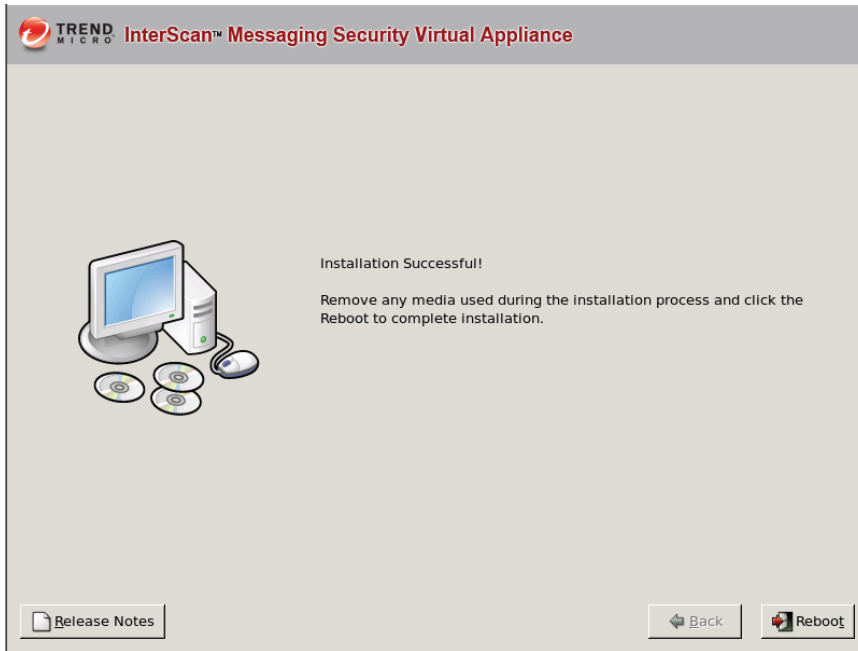 TREND MICRO InterScan™ Messaging Security Virtual Appliance
Installation Successful!
Remove any media used during the installation process and click the
Reboot to complete installation.
Release Notes
Back
Reboot